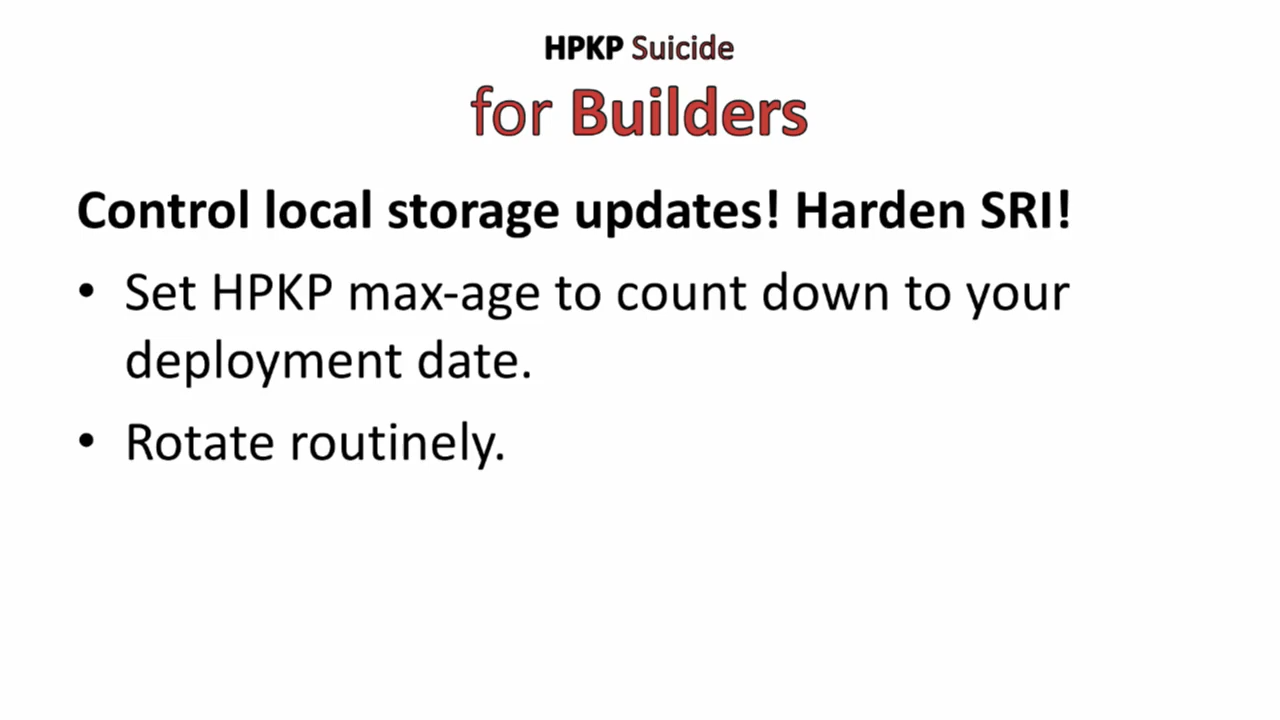 HPKP Suicide
for Builders
Control local storage updates! Harden SRI!
• Set HPKP max-age to count down to your
deployment date.
• Rotate routinely.